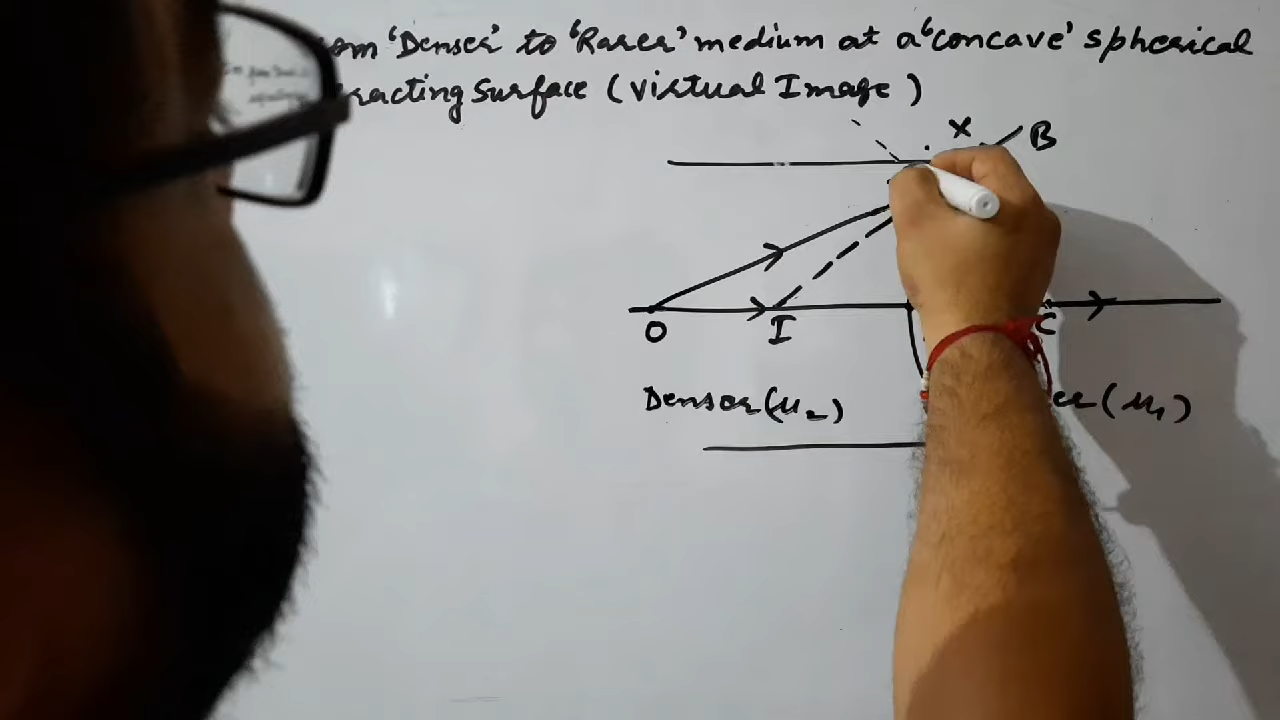 om 'Denser' to 'Rarer' medium at a 'concave' spherical
racting Surface (virtual Image)
X
B
O
I
C
Denser (μ₂)
er (μ₁)